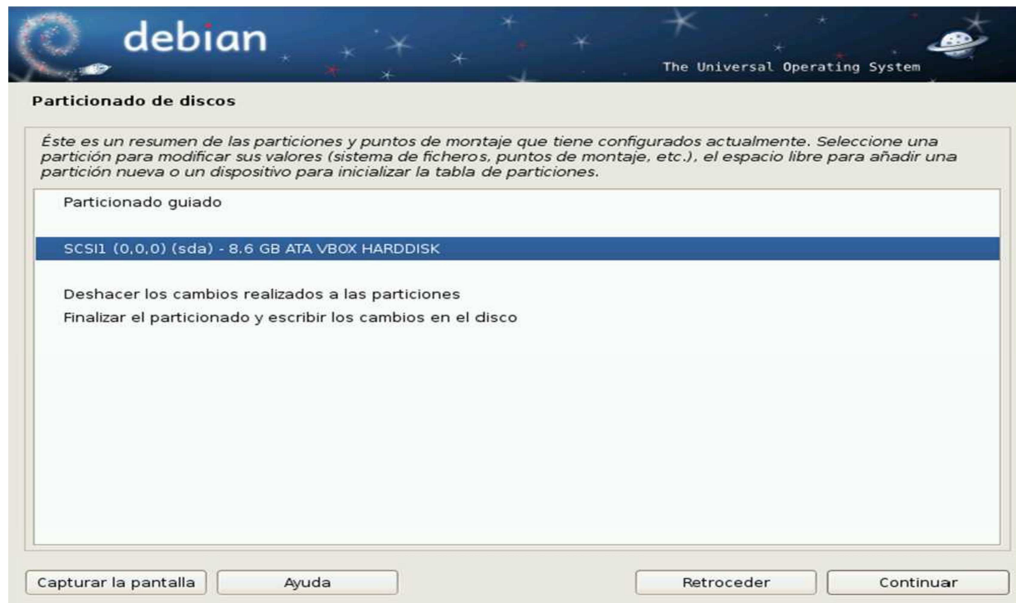 debian
The Universal Operating System
Particionado de discos
Éste es un resumen de las particiones y puntos de montaje que tiene configurados actualmente. Seleccione una
partición para modificar sus valores (sistema de ficheros, puntos de montaje, etc.), el espacio libre para añadir una
partición nueva o un dispositivo para inicializar la tabla de particiones.
Particionado guiado
SCSI1 (0,0,0) (sda) - 8.6 GB ATA VBOX HARDDISK
Deshacer los cambios realizados a las particiones
Finalizar el particionado y escribir los cambios en el disco
Capturar la pantalla
Ayuda
Retroceder
Continuar